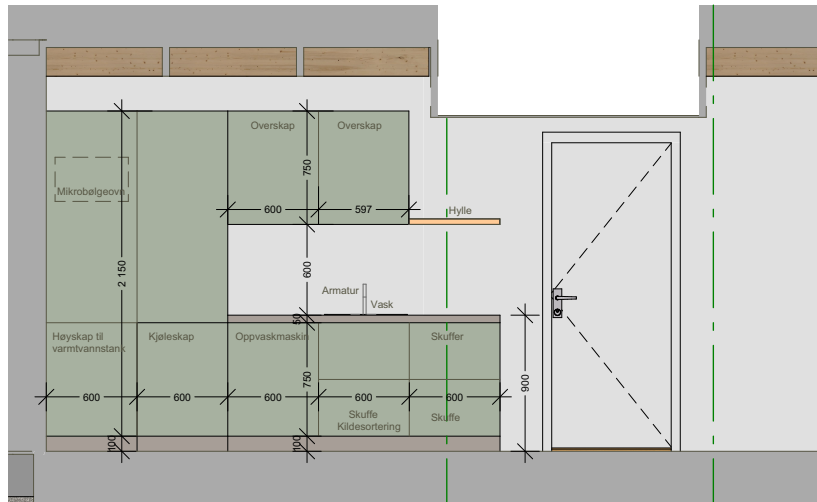 Overskap
Overskap
750
Mikrobølgeovn
600
597
Hylle
2 150
600
Armatur
Vask
50
Høyskap til
varmtvannstank
Kjøleskap
Oppvaskmaskin
Skuffer
750
900
600
600
600
600
600
Skuffe
Kildesortering
Skuffe
100
100